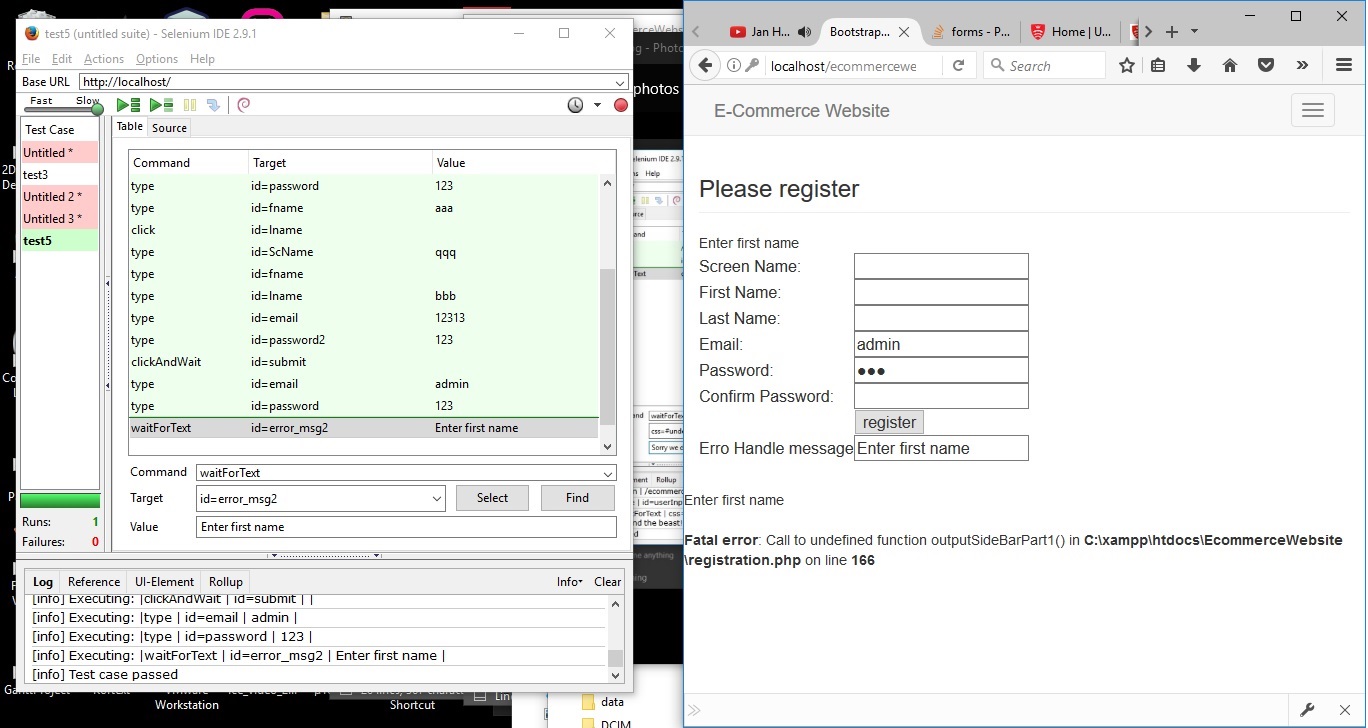 test5 (untitled suite) - Selenium IDE 2.9.1
File Edit Actions Options Help
Base URL http://localhost/
Fast Slow
Test Case
Untitled *
test3
Untitled 2 *
Untitled 3 *
test5
Runs: 1
Failures: 0
Table Source
Command Target Value
type id=password 123
type id=fname aaa
click id=lname
type id=ScName qqq
type id=fname
type id=lname bbb
type id=email 12313
type id=password2 123
clickAndWait id=submit
type id=email admin
type id=password 123
waitForText id=error_msg2 Enter first name
Command waitForText
Target id=error_msg2 Select Find
Value Enter first name
Log Reference UI-Element Rollup Info Clear
[info] Executing: |clickAndWait | id=submit | |
[info] Executing: |type | id=email | admin |
[info] Executing: |type | id=password | 123 |
[info] Executing: |waitForText | id=error_msg2 | Enter first name |
[info] Test case passed
Workstation
Shortcut
data
DCIM
photos
Jan H... Bootstrap... forms - P... Home | U...
localhost/ecommercewe Search
E-Commerce Website
Please register
Enter first name
Screen Name:
First Name:
Last Name:
Email: admin
Password: ●●●
Confirm Password:
register
Erro Handle message Enter first name
Enter first name
Fatal error: Call to undefined function outputSideBarPart1() in C:\xampp\htdocs\EcommerceWebsite
\registration.php on line 166